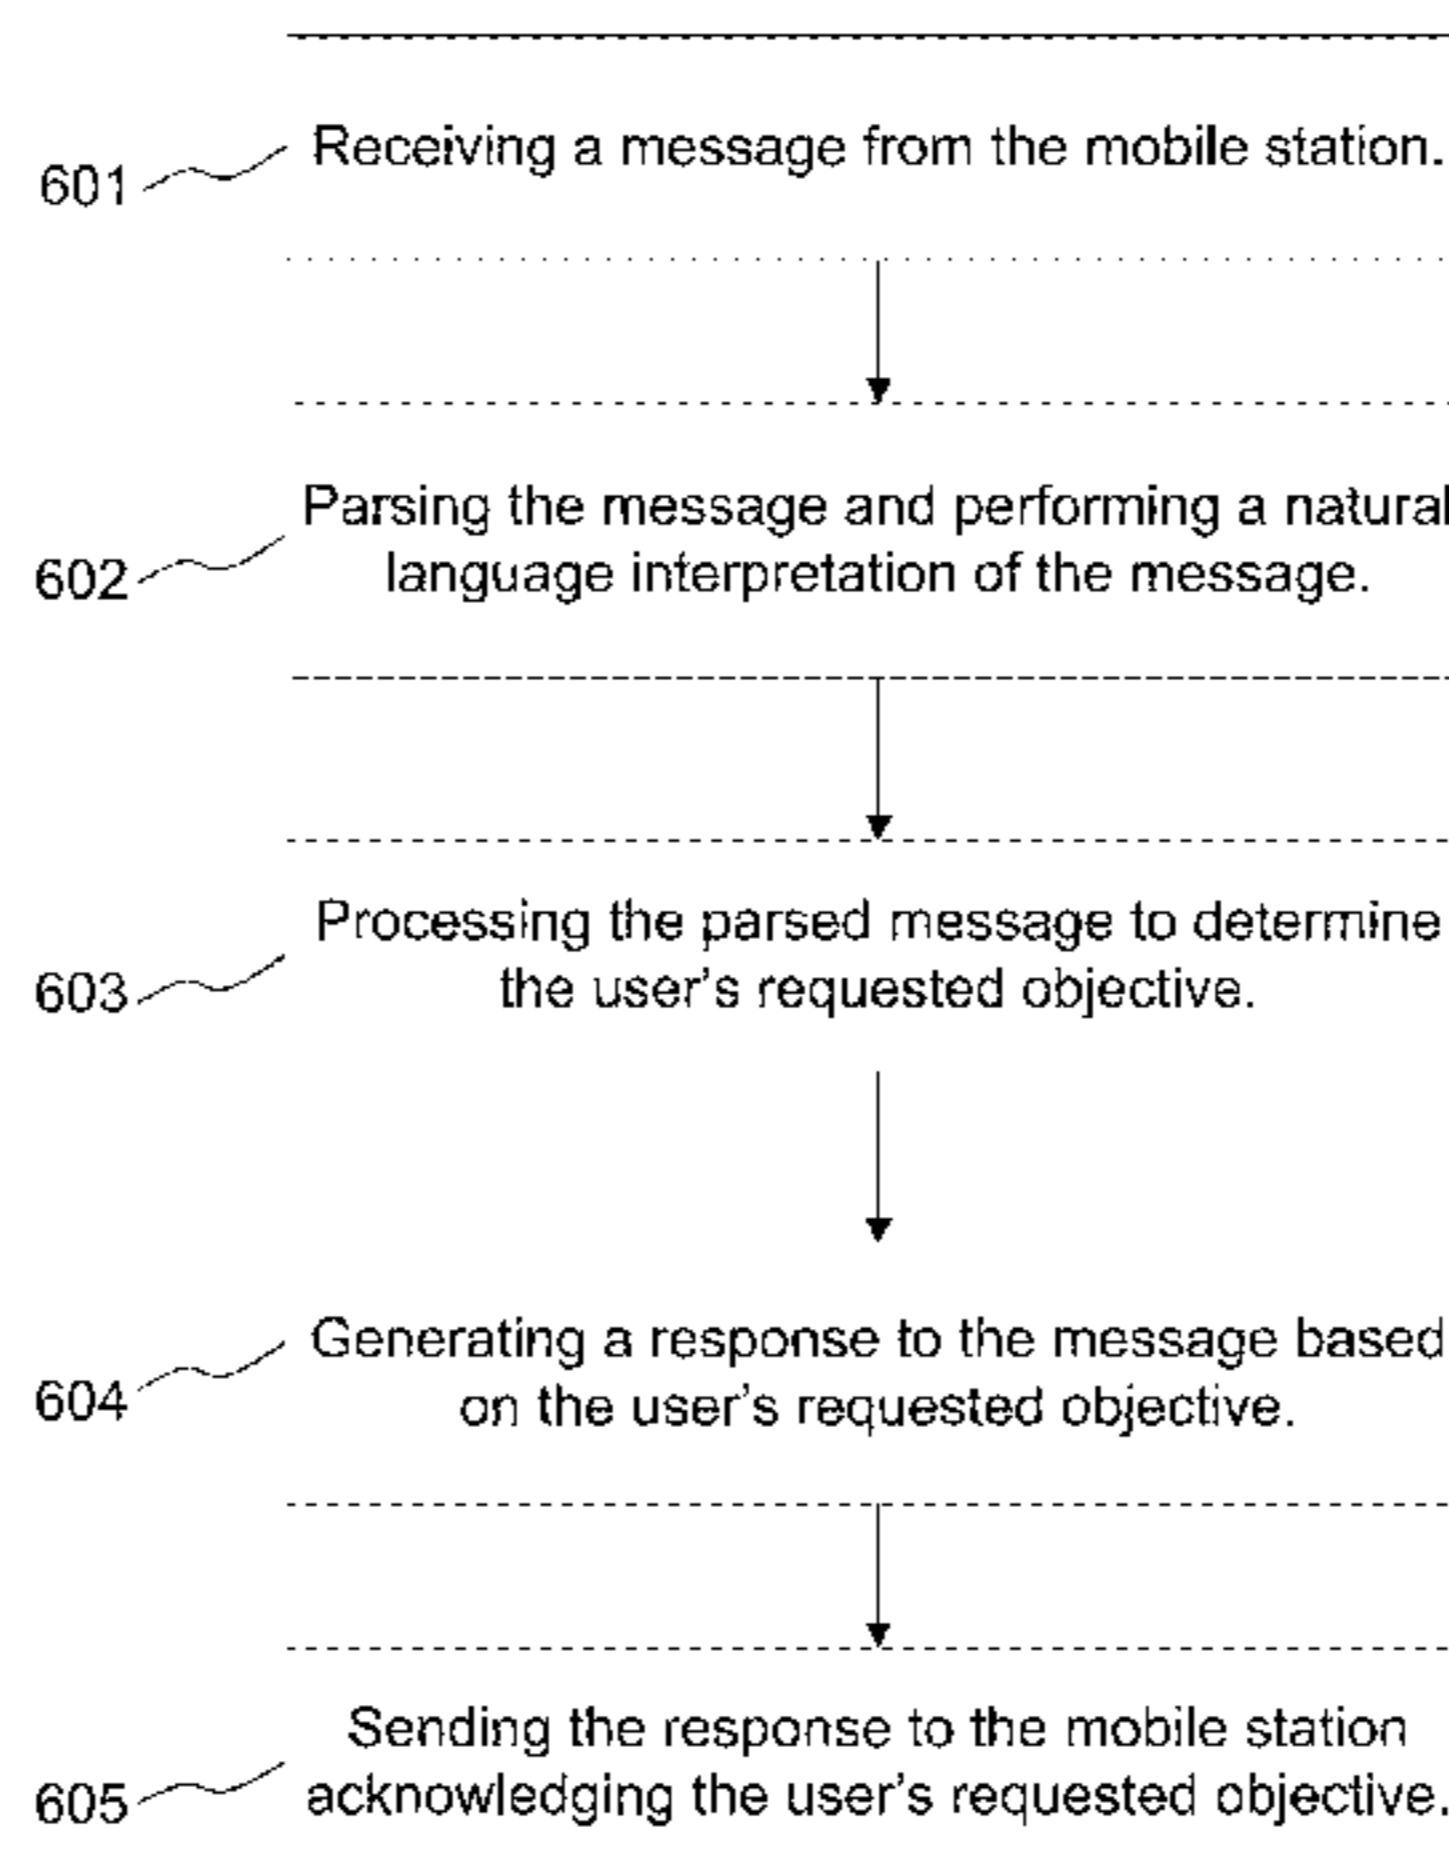 Receiving a message from the mobile station.
601
Parsing the message and performing a natural
language interpretation of the message.
602
Processing the parsed message to determine
the user's requested objective.
603
Generating a response to the message based
on the user's requested objective.
604
Sending the response to the mobile station
acknowledging the user's requested objective.
605